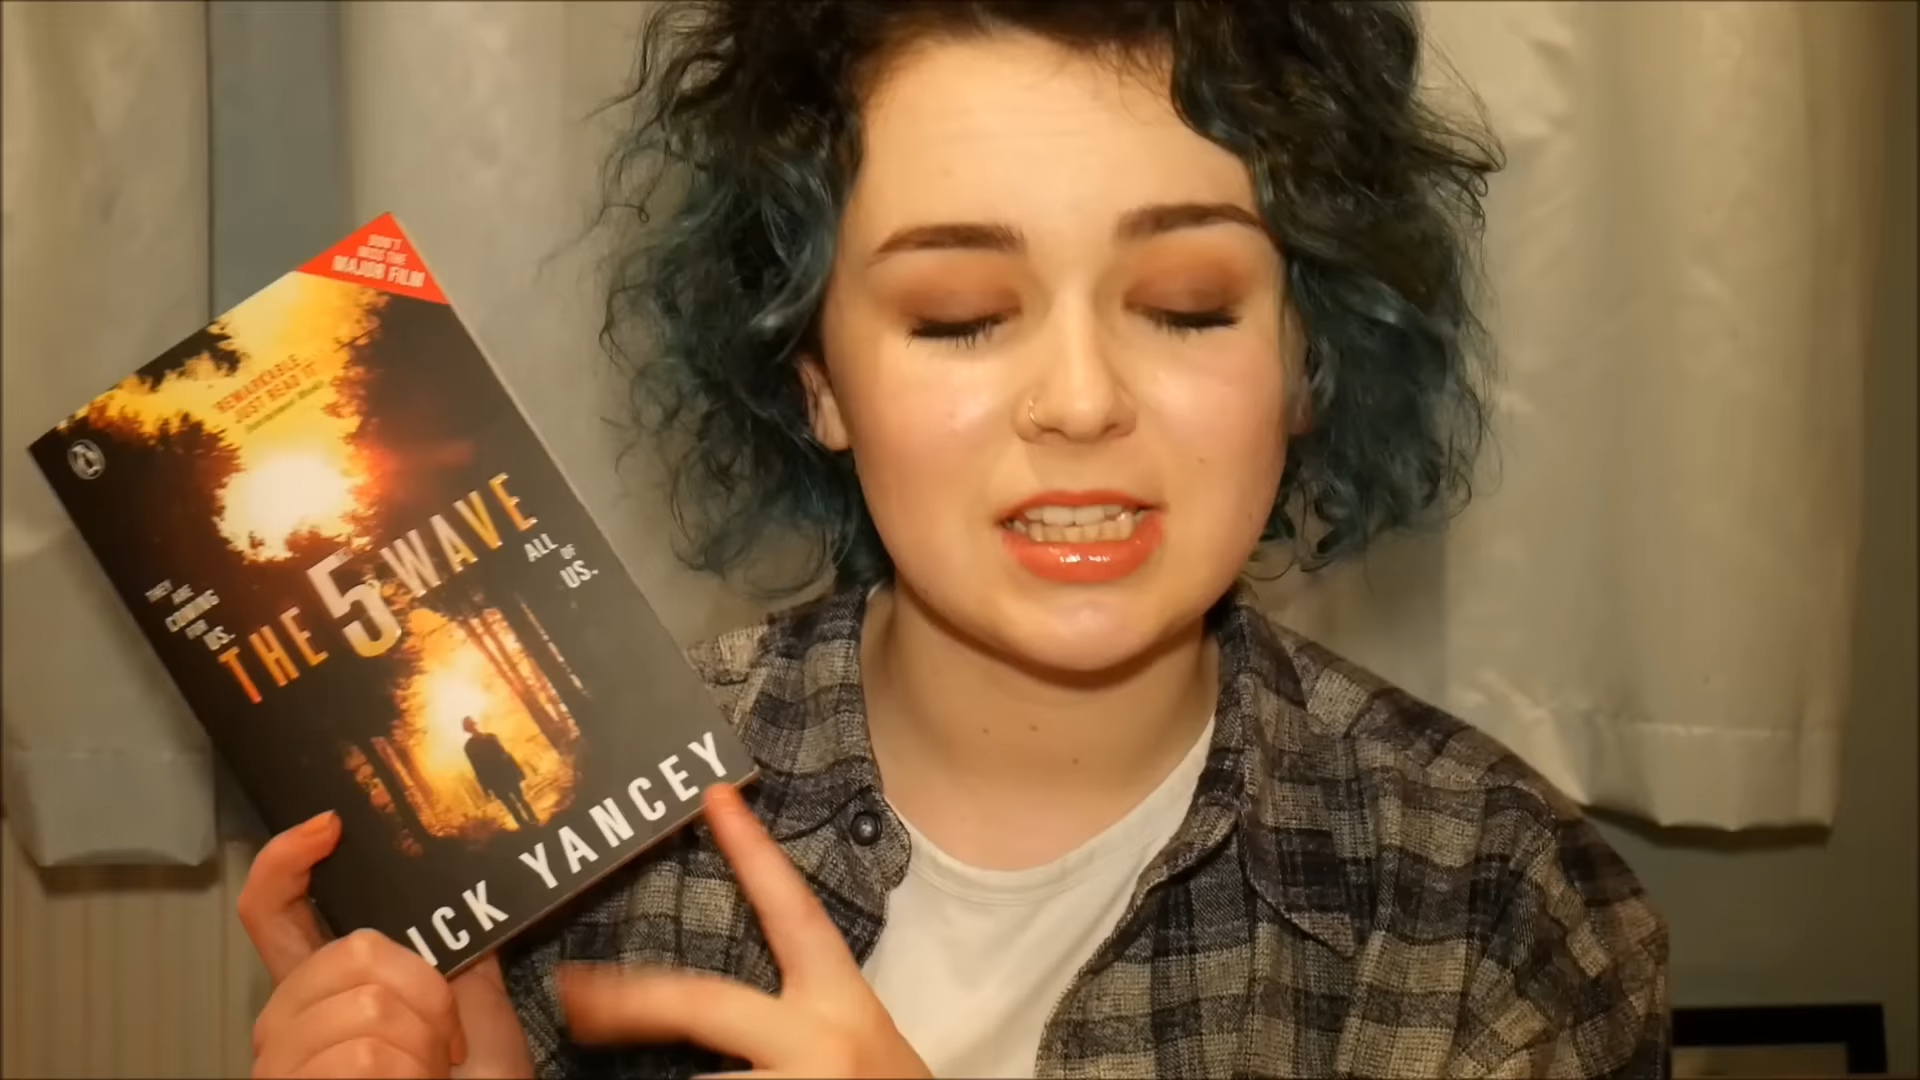 DON'T
MISS THE
MAJOR FILM
'REMARKABLE
JUST READ IT'
THE 5 WAVE
THEY
ARE
COMING
FOR
US.
ALL OF
US.
ICK YANCEY